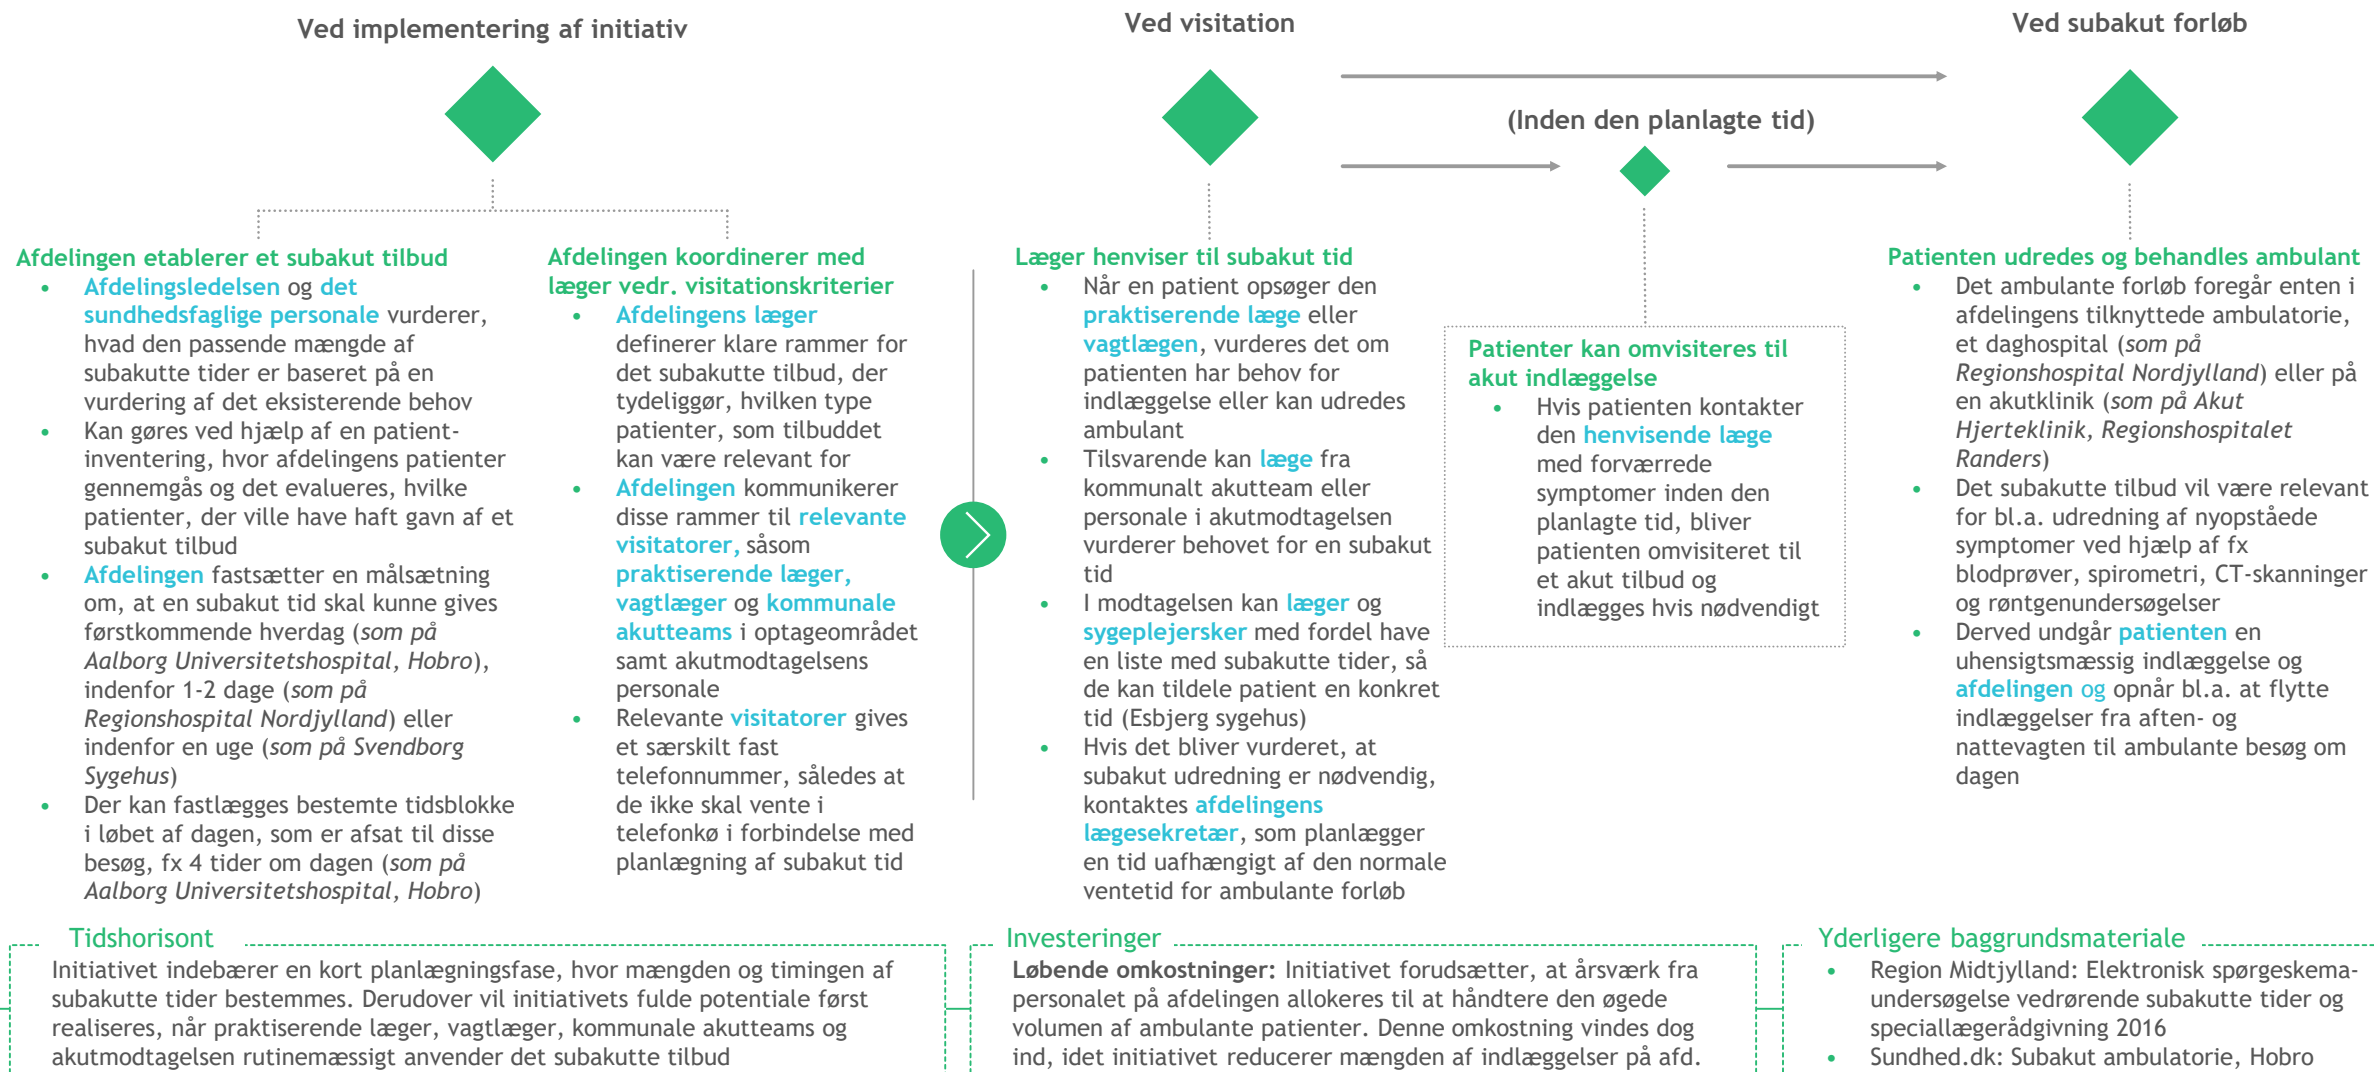 Ved implementering af initiativ
Ved visitation
Ved subakut forløb
(Inden den planlagte tid)
Afdelingen etablerer et subakut tilbud
• Afdelingsledelsen og det
sundhedsfaglige personale vurderer,
hvad den passende mængde af
subakutte tider er baseret på en
vurdering af det eksisterende behov
• Kan gøres ved hjælp af en patient-
inventering, hvor afdelingens patienter
gennemgås og det evalueres, hvilke
patienter, der ville have haft gavn af et
subakut tilbud
• Afdelingen fastsætter en målsætning
om, at en subakut tid skal kunne gives
førstkommende hverdag (som på
Aalborg Universitetshospital, Hobro),
indenfor 1-2 dage (som på
Regionshospital Nordjylland) eller
indenfor en uge (som på Svendborg
Sygehus)
• Der kan fastlægges bestemte tidsblokke
i løbet af dagen, som er afsat til disse
besøg, fx 4 tider om dagen (som på
Aalborg Universitetshospital, Hobro)
Afdelingen koordinerer med
læger vedr. visitationskriterier
• Afdelingens læger
definerer klare rammer for
det subakutte tilbud, der
tydeliggør, hvilken type
patienter, som tilbuddet
kan være relevant for
• Afdelingen kommunikerer
disse rammer til relevante
visitatorer, såsom
praktiserende læger,
vagtlæger og kommunale
akutteams i optageområdet
samt akutmodtagelsens
personale
• Relevante visitatorer gives
et særskilt fast
telefonnummer, således at
de ikke skal vente i
telefonkø i forbindelse med
planlægning af subakut tid
Læger henviser til subakut tid
• Når en patient opsøger den
praktiserende læge eller
vagtlægen, vurderes det om
patienten har behov for
indlæggelse eller kan udredes
ambulant
• Tilsvarende kan læge fra
kommunalt akutteam eller
personale i akutmodtagelsen
vurderer behovet for en subakut
tid
• I modtagelsen kan læger og
sygeplejersker med fordel have
en liste med subakutte tider, så
de kan tildele patient en konkret
tid (Esbjerg sygehus)
• Hvis det bliver vurderet, at
subakut udredning er nødvendig,
kontaktes afdelingens
lægesekretær, som planlægger
en tid uafhængigt af den normale
ventetid for ambulante forløb
Patienter kan omvisiteres til
akut indlæggelse
• Hvis patienten kontakter
den henvisende læge
med forværrede
symptomer inden den
planlagte tid, bliver
patienten omvisiteret til
et akut tilbud og
indlægges hvis nødvendigt
Patienten udredes og behandles ambulant
• Det ambulante forløb foregår enten i
afdelingens tilknyttede ambulatorie,
et daghospital (som på
Regionshospital Nordjylland) eller på
en akutklinik (som på Akut
Hjerteklinik, Regionshospitalet
Randers)
• Det subakutte tilbud vil være relevant
for bl.a. udredning af nyopståede
symptomer ved hjælp af fx
blodprøver, spirometri, CT-skanninger
og røntgenundersøgelser
• Derved undgår patienten en
uhensigtsmæssig indlæggelse og
afdelingen og opnår bl.a. at flytte
indlæggelser fra aften- og
nattevagten til ambulante besøg om
dagen
Tidshorisont
Initiativet indebærer en kort planlægningsfase, hvor mængden og timingen af
subakutte tider bestemmes. Derudover vil initiativets fulde potentiale først
realiseres, når praktiserende læger, vagtlæger, kommunale akutteams og
akutmodtagelsen rutinemæssigt anvender det subakutte tilbud
Investeringer
Løbende omkostninger: Initiativet forudsætter, at årsværk fra
personalet på afdelingen allokeres til at håndtere den øgede
volumen af ambulante patienter. Denne omkostning vindes dog
ind, idet initiativet reducerer mængden af indlæggelser på afd.
Yderligere baggrundsmateriale
• Region Midtjylland: Elektronisk spørgeskema-
undersøgelse vedrørende subakutte tider og
speciallægerådgivning 2016
• Sundhed.dk: Subakut ambulatorie, Hobro